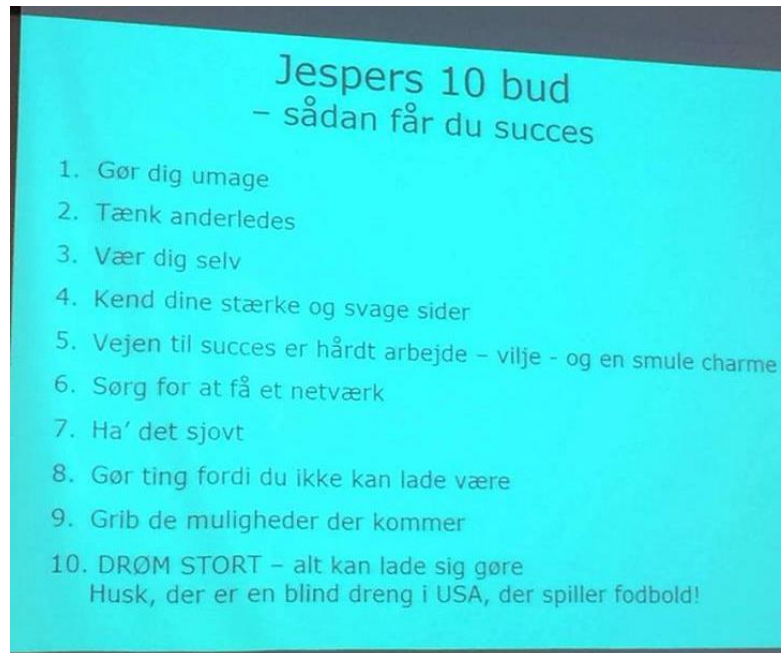 Jespers 10 bud
– sådan får du succes
1. Gør dig umage
2. Tænk anderledes
3. Vær dig selv
4. Kend dine stærke og svage sider
5. Vejen til succes er hårdt arbejde – vilje - og en smule charme
6. Sørg for at få et netværk
7. Ha' det sjovt
8. Gør ting fordi du ikke kan lade være
9. Grib de muligheder der kommer
10. DRØM STORT – alt kan lade sig gøre
Husk, der er en blind dreng i USA, der spiller fodbold!